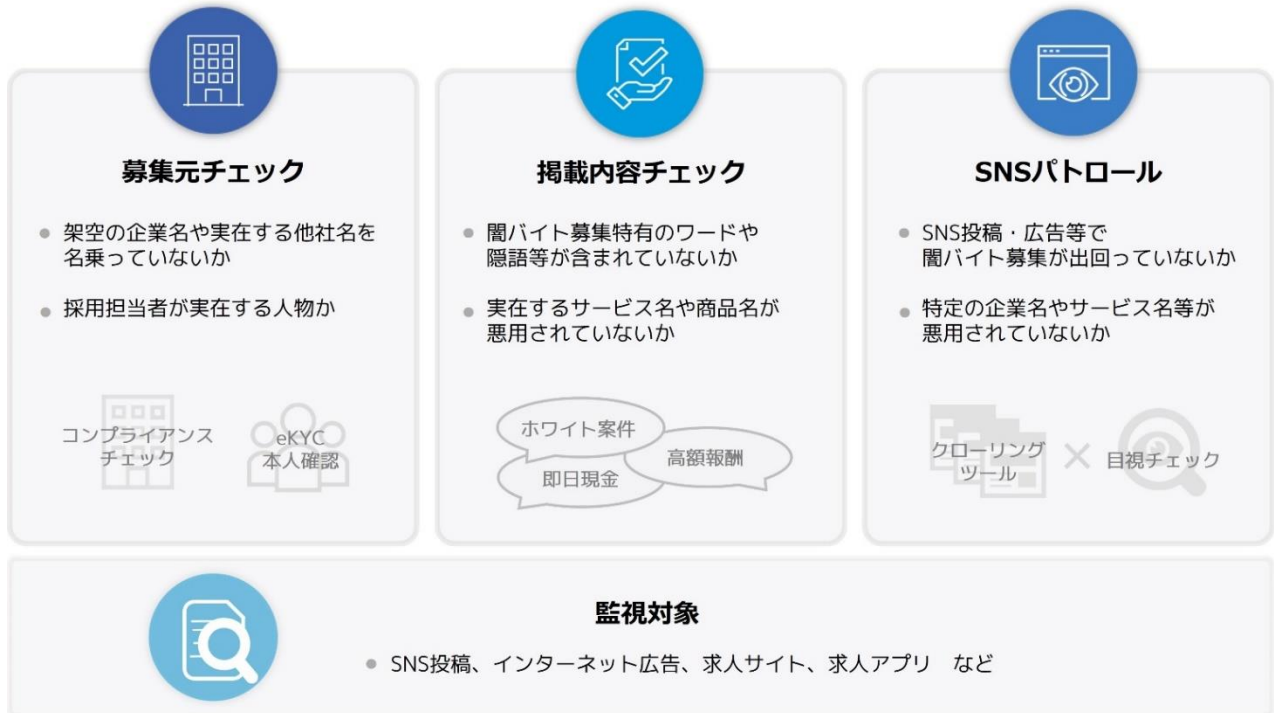 募集元チェック
架空の企業名や実在する他社名を
名乗っていないか
採用担当者が実在する人物か
コンプライアンス
チェック
eKYC
本人確認
掲載内容チェック
闇バイト募集特有のワードや
隠語等が含まれていないか
実在するサービス名や商品名が
悪用されていないか
ホワイト案件
高額報酬
即日現金
SNSパトロール
SNS投稿・広告等で
闇バイト募集が出回っていないか
特定の企業名やサービス名等が
悪用されていないか
クローリング
ツール
×
目視チェック
監視対象
SNS投稿、インターネット広告、求人サイト、求人アプリ　など